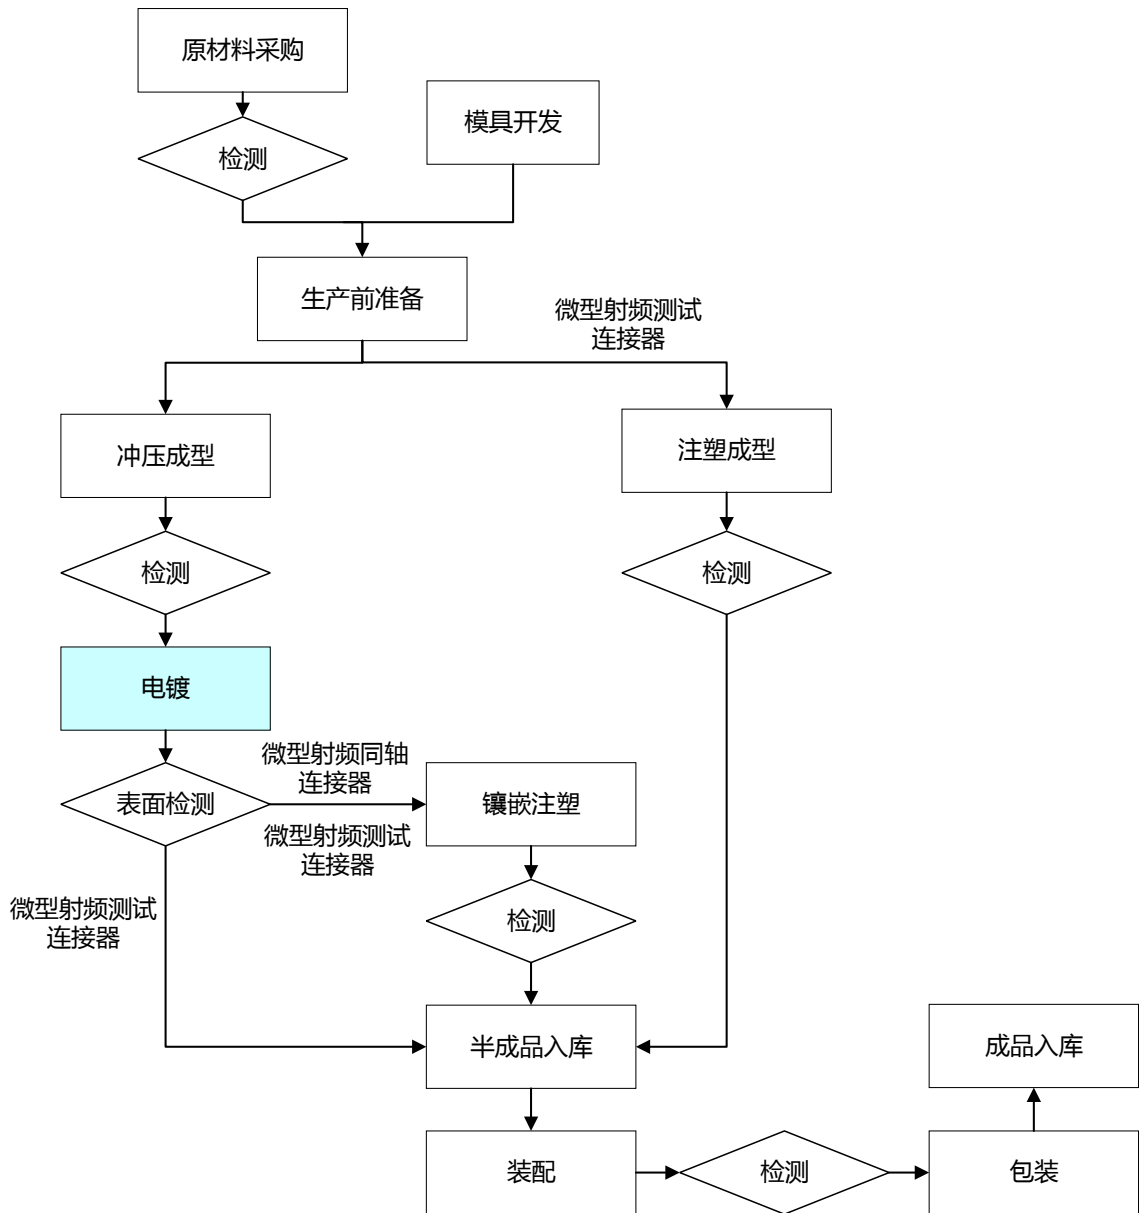 原材料采购
模具开发
检测
生产前准备
微型射频测试
连接器
冲压成型
注塑成型
检测
检测
电镀
微型射频同轴
连接器
表面检测
镶嵌注塑
微型射频测试
连接器
微型射频测试
连接器
检测
半成品入库
成品入库
装配
检测
包装